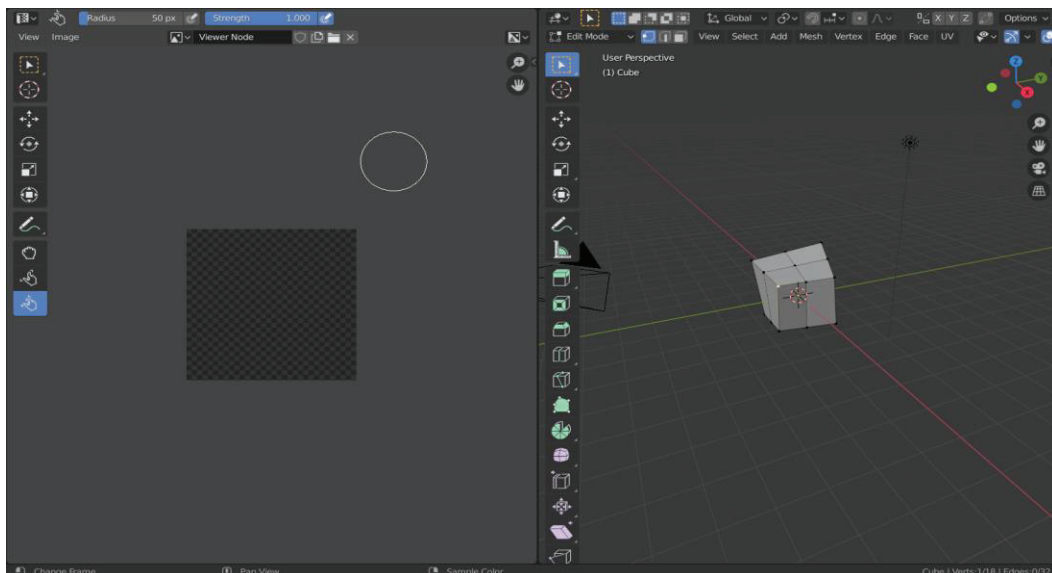 Radius 50 px Strength 1.000
View Image Viewer Node
Global X Y Z Options
Edit Mode View Select Add Mesh Vertex Edge Face UV
User Perspective
(1) Cube
Z
Y
X
Change Frame Pan View Sample Color
Cube | Verts:1/18 | Edges:0/32